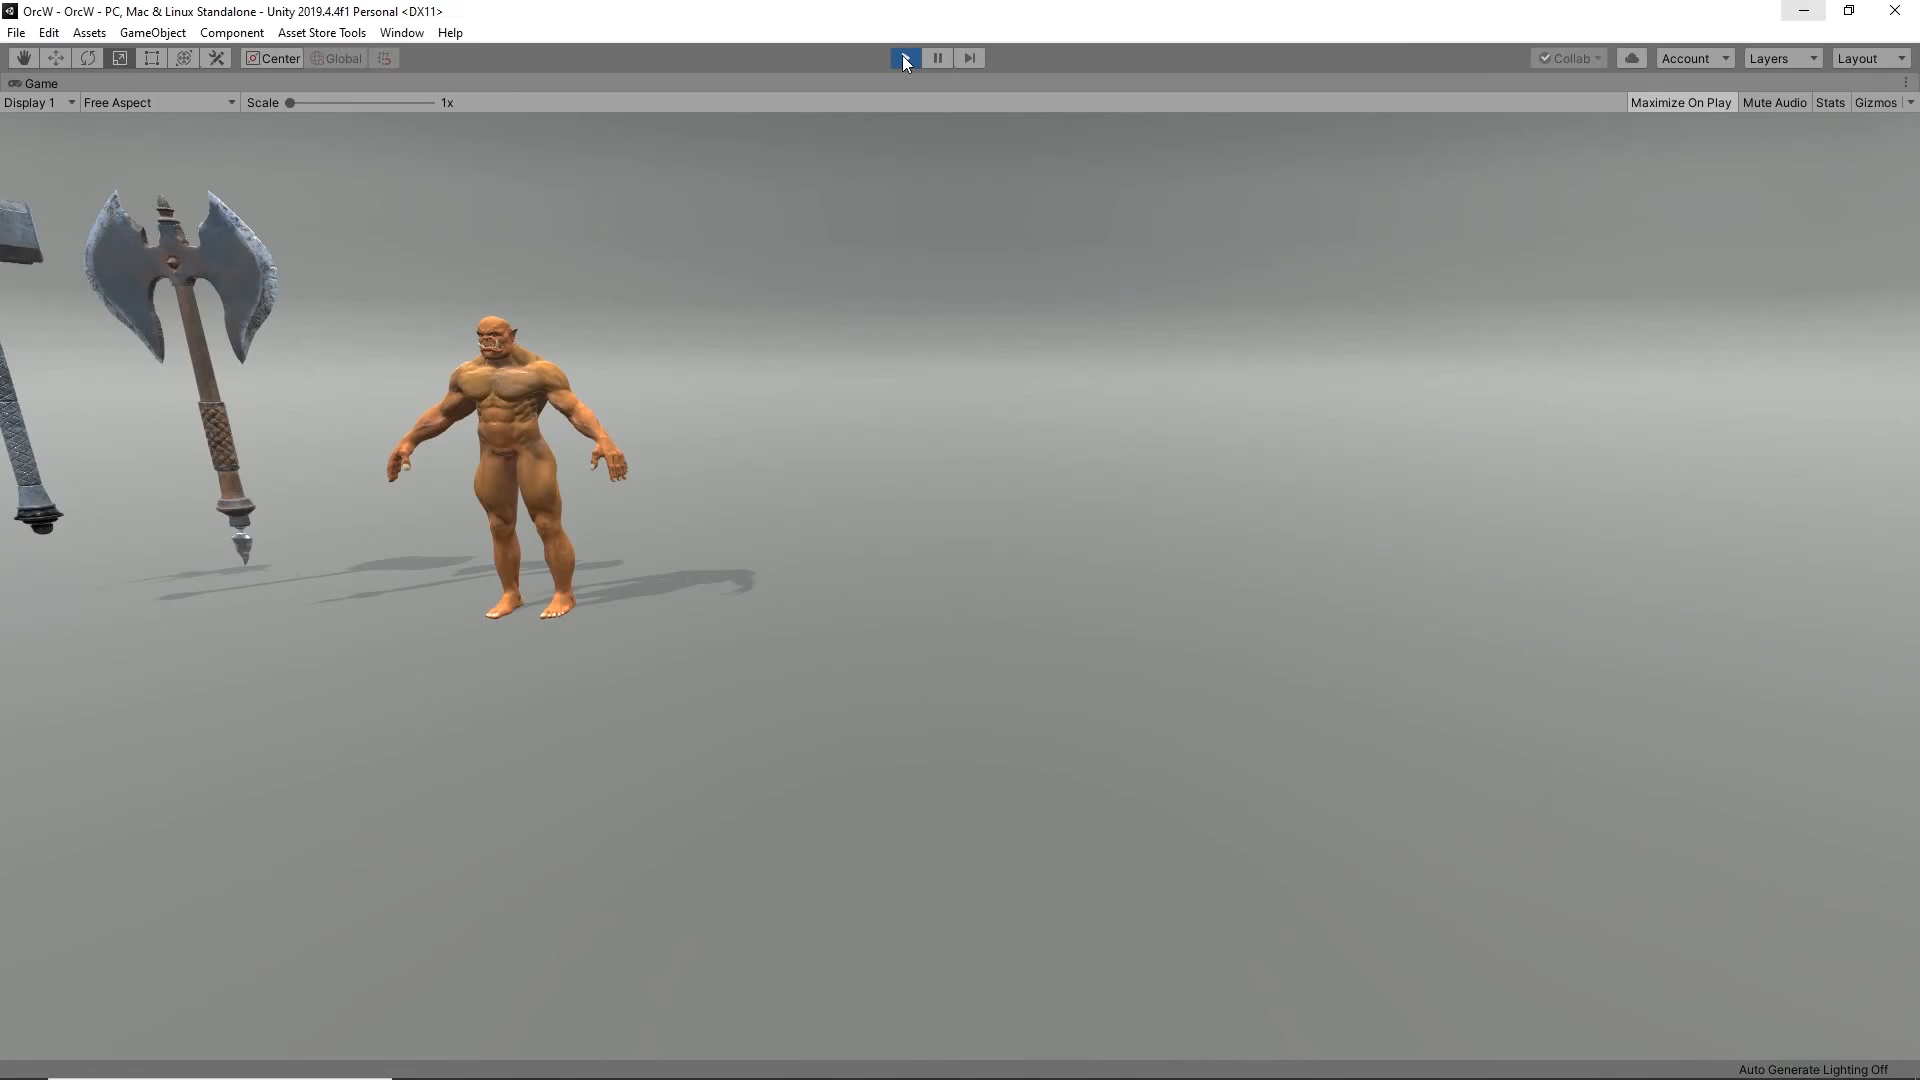 OrcW - OrcW - PC, Mac & Linux Standalone - Unity 2019.4.4f1 Personal <DX11>
File Edit Assets GameObject Component Asset Store Tools Window Help
Center Global Collab Account Layers Layout
Game
Display 1 Free Aspect Scale 1x Maximize On Play Mute Audio Stats Gizmos
Auto Generate Lighting Off